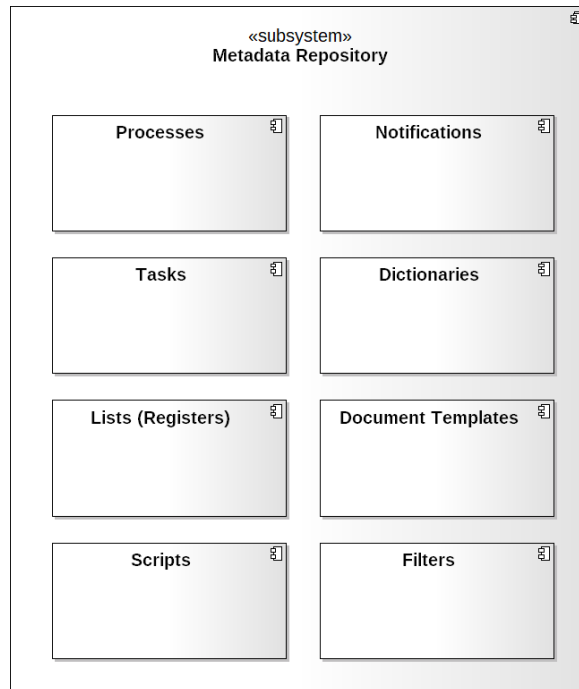 «subsystem»
Metadata Repository
Processes
Notifications
Tasks
Dictionaries
Lists (Registers)
Document Templates
Scripts
Filters